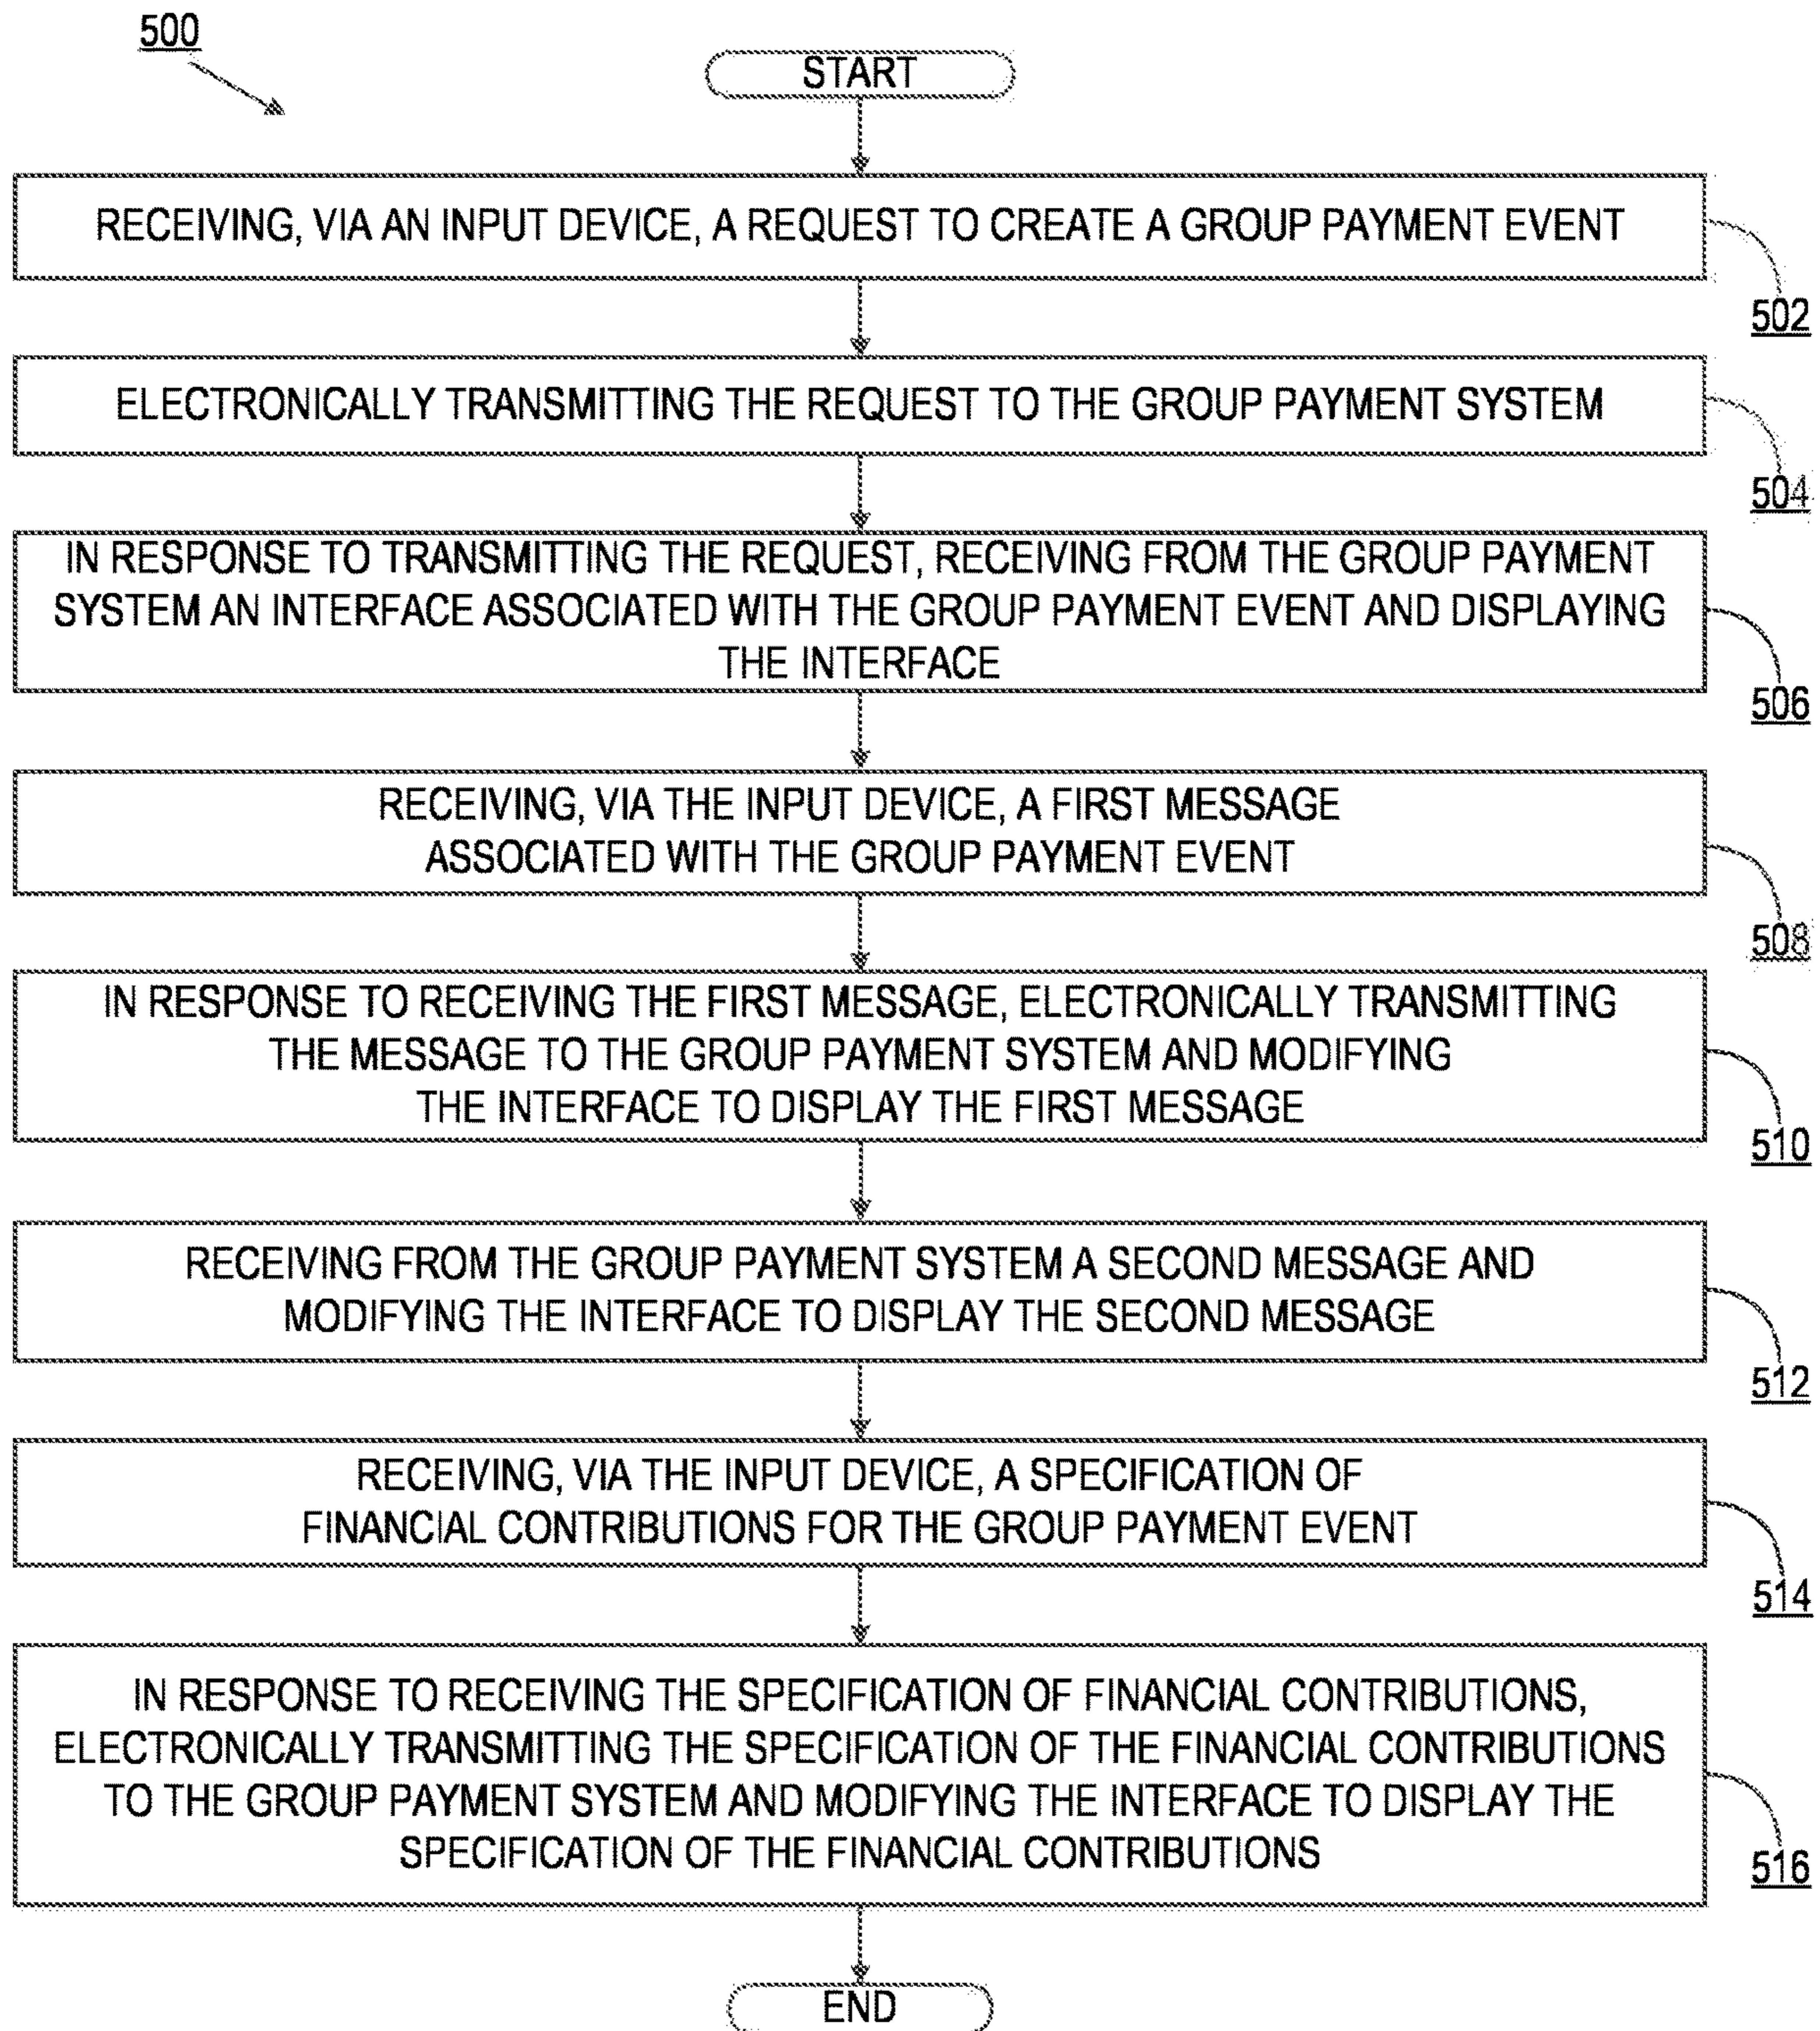 500
START
RECEIVING, VIA AN INPUT DEVICE, A REQUEST TO CREATE A GROUP PAYMENT EVENT
502
ELECTRONICALLY TRANSMITTING THE REQUEST TO THE GROUP PAYMENT SYSTEM
504
IN RESPONSE TO TRANSMITTING THE REQUEST, RECEIVING FROM THE GROUP PAYMENT
SYSTEM AN INTERFACE ASSOCIATED WITH THE GROUP PAYMENT EVENT AND DISPLAYING
THE INTERFACE
506
RECEIVING, VIA THE INPUT DEVICE, A FIRST MESSAGE
ASSOCIATED WITH THE GROUP PAYMENT EVENT
508
IN RESPONSE TO RECEIVING THE FIRST MESSAGE, ELECTRONICALLY TRANSMITTING
THE MESSAGE TO THE GROUP PAYMENT SYSTEM AND MODIFYING
THE INTERFACE TO DISPLAY THE FIRST MESSAGE
510
RECEIVING FROM THE GROUP PAYMENT SYSTEM A SECOND MESSAGE AND
MODIFYING THE INTERFACE TO DISPLAY THE SECOND MESSAGE
512
RECEIVING, VIA THE INPUT DEVICE, A SPECIFICATION OF
FINANCIAL CONTRIBUTIONS FOR THE GROUP PAYMENT EVENT
514
IN RESPONSE TO RECEIVING THE SPECIFICATION OF FINANCIAL CONTRIBUTIONS,
ELECTRONICALLY TRANSMITTING THE SPECIFICATION OF THE FINANCIAL CONTRIBUTIONS
TO THE GROUP PAYMENT SYSTEM AND MODIFYING THE INTERFACE TO DISPLAY THE
SPECIFICATION OF THE FINANCIAL CONTRIBUTIONS
516
END